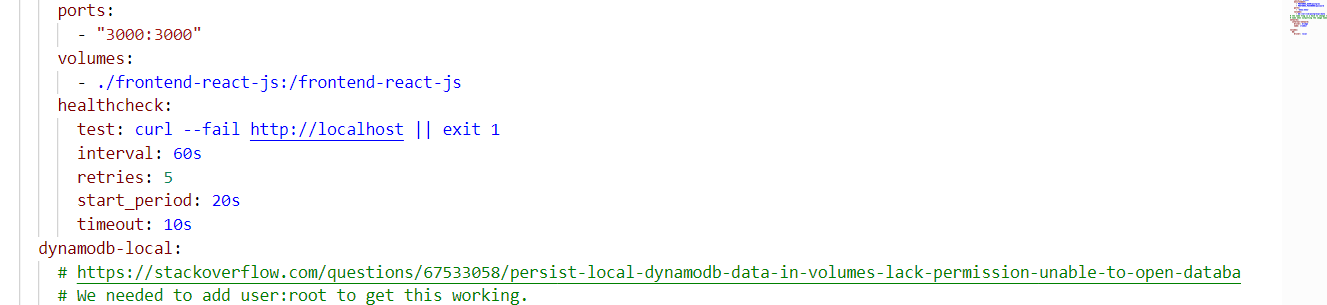 ports:
- "3000:3000"
volumes:
- ./frontend-react-js:/frontend-react-js
healthcheck:
test: curl --fail http://localhost || exit 1
interval: 60s
retries: 5
start_period: 20s
timeout: 10s
dynamodb-local:
# https://stackoverflow.com/questions/67533058/persist-local-dynamodb-data-in-volumes-lack-permission-unable-to-open-databa
# We needed to add user:root to get this working.